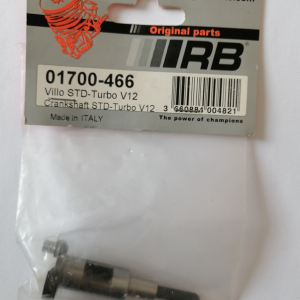 Original parts
RB
01700-466
Villo STD-Turbo V12
Crankshaft STD-Turbo V12
3 660884 004821
Made in ITALY
The power of champions